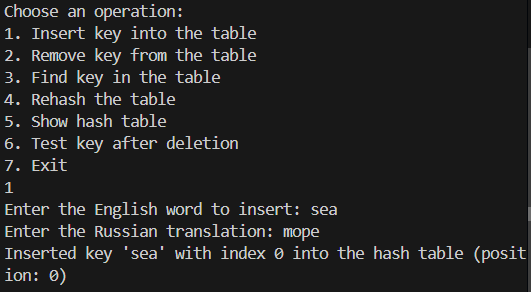 Choose an operation:
1. Insert key into the table
2. Remove key from the table
3. Find key in the table
4. Rehash the table
5. Show hash table
6. Test key after deletion
7. Exit
1
Enter the English word to insert: sea
Enter the Russian translation: mope
Inserted key 'sea' with index 0 into the hash table (posit
ion: 0)